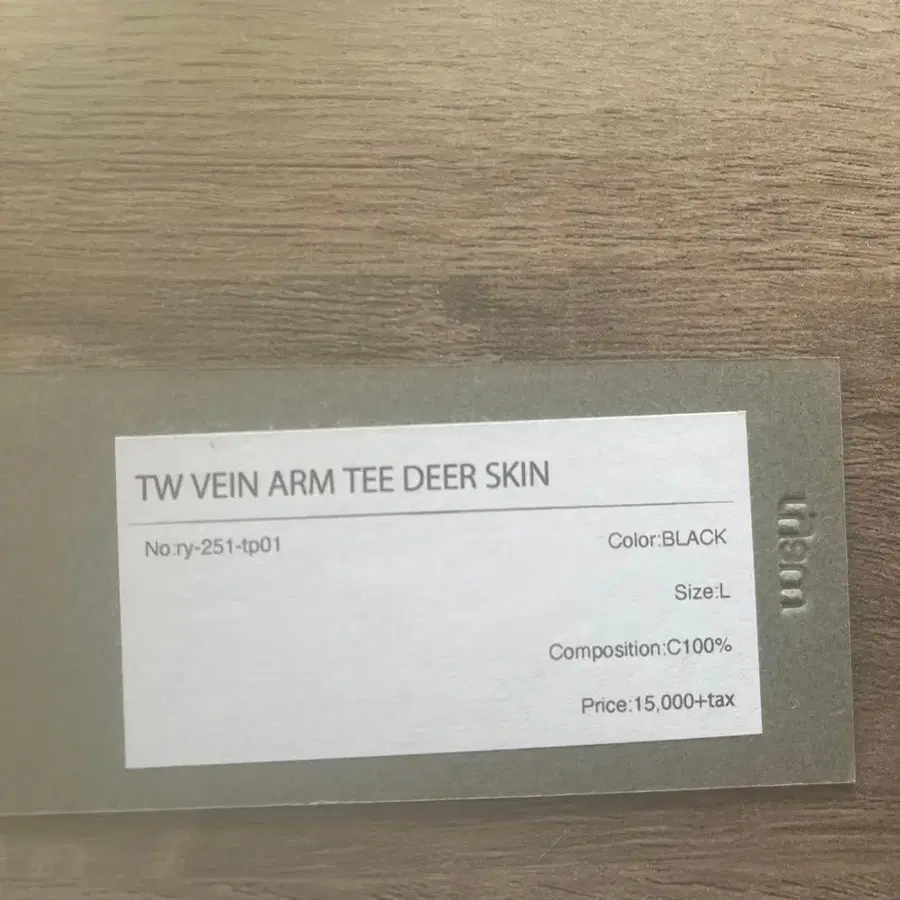 TW VEIN ARM TEE DEER SKIN
No:ry-251-tp01
Color:BLACK
Size:L
Composition:C100%
Price:15,000+tax